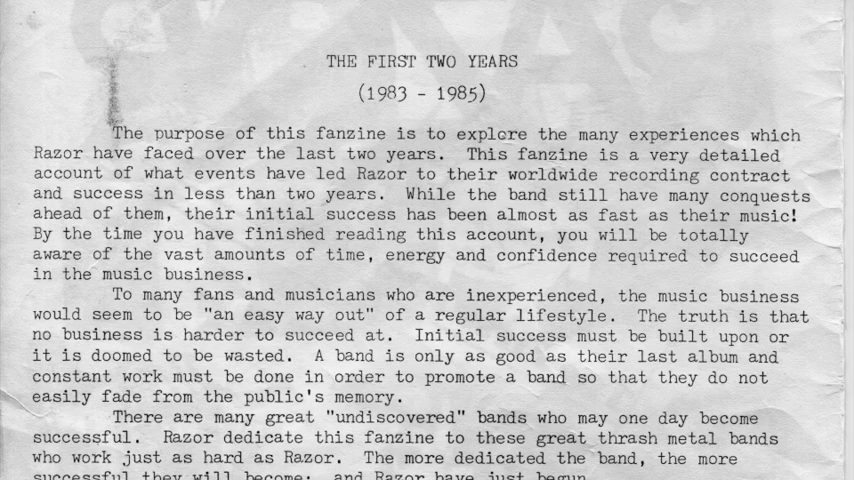 THE FIRST TWO YEARS
(1983 - 1985)
The purpose of this fanzine is to explore the many experiences which
Razor have faced over the last two years. This fanzine is a very detailed
account of what events have led Razor to their worldwide recording contract
and success in less than two years. While the band still have many conquests
ahead of them, their initial success has been almost as fast as their music!
By the time you have finished reading this account, you will be totally
aware of the vast amounts of time, energy and confidence required to succeed
in the music business.
To many fans and musicians who are inexperienced, the music business
would seem to be "an easy way out" of a regular lifestyle. The truth is that
no business is harder to succeed at. Initial success must be built upon or
it is doomed to be wasted. A band is only as good as their last album and
constant work must be done in order to promote a band so that they do not
easily fade from the public's memory.
There are many great "undiscovered" bands who may one day become
successful. Razor dedicate this fanzine to these great thrash metal bands
who work just as hard as Razor. The more dedicated the band, the more
successful they will become; and Razor have just begun